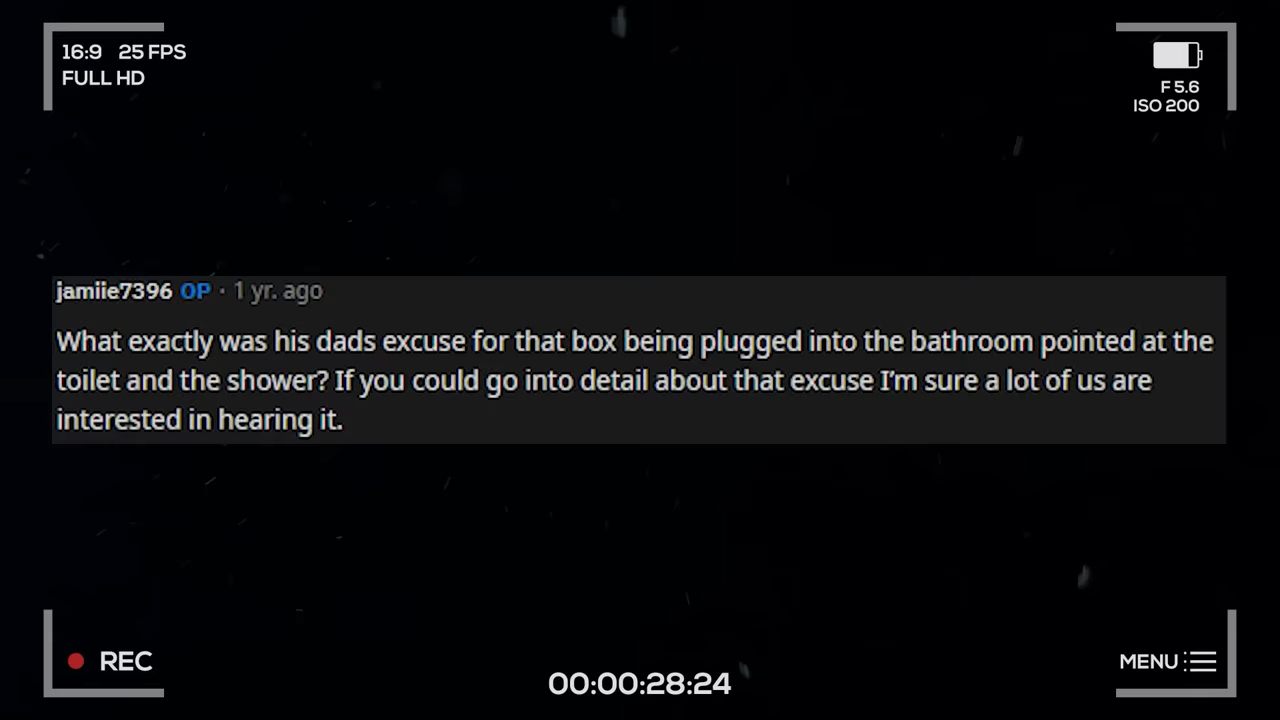 16:9 25 FPS
FULL HD
F 5.6
ISO 200
jamiie7396 OP · 1 yr. ago
What exactly was his dads excuse for that box being plugged into the bathroom pointed at the
toilet and the shower? If you could go into detail about that excuse I’m sure a lot of us are
interested in hearing it.
REC
00:00:28:24
MENU